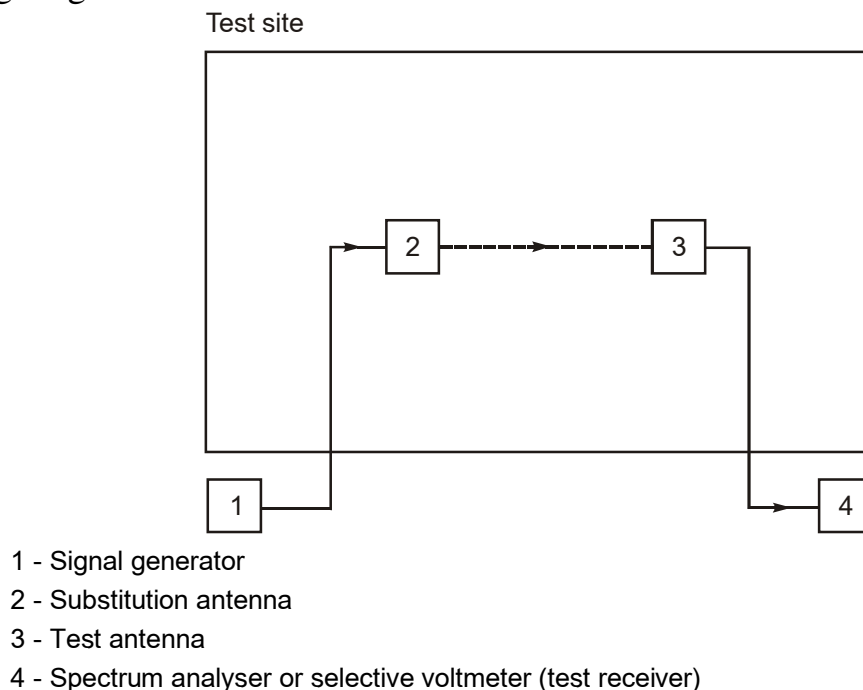 Test site
2
3
1
4
1 - Signal generator
2 - Substitution antenna
3 - Test antenna
4 - Spectrum analyser or selective voltmeter (test receiver)